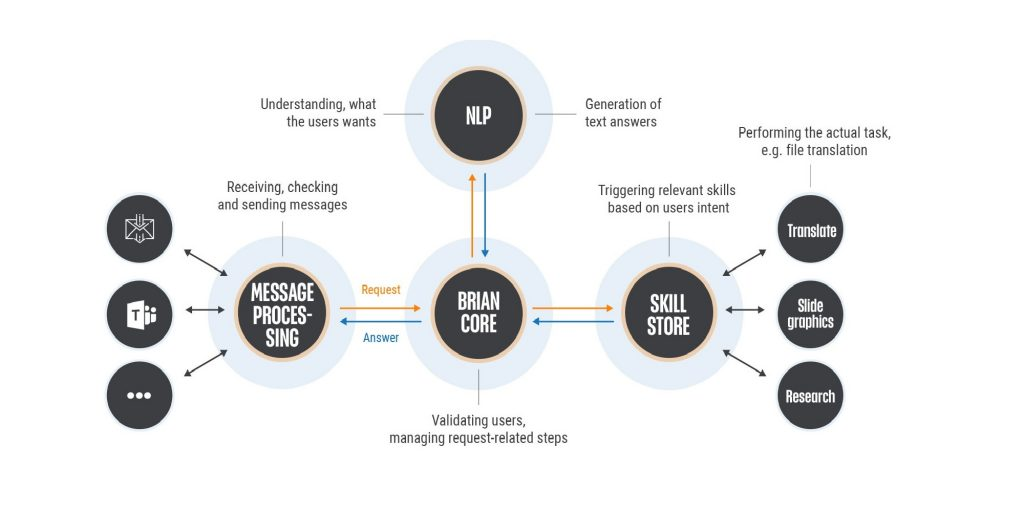 NLP
Understanding, what
the users wants
Generation of
text answers
Performing the actual task,
e.g. file translation
Receiving, checking
and sending messages
Triggering relevant skills
based on users intent
Translate
MESSAGE
PROCES-
SING
Request
Answer
BRIAN
CORE
SKILL
STORE
T
Slide
graphics
Research
Validating users,
managing request-related steps